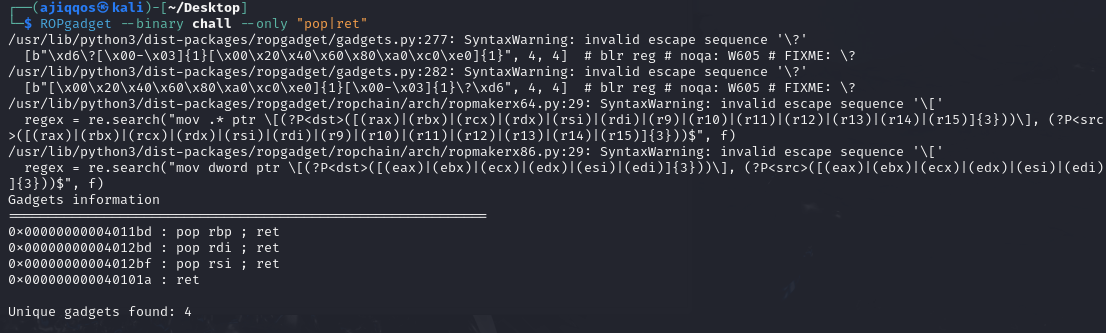 ┌──(ajiqqos㉿kali)-[~/Desktop]
└─$ ROPgadget --binary chall --only "pop|ret"
/usr/lib/python3/dist-packages/ropgadget/gadgets.py:277: SyntaxWarning: invalid escape sequence '\?'
  [b"\xd6\?[\x00-\x03]{1}[\x00\x20\x40\x60\x80\xa0\xc0\xe0]{1}", 4, 4]  # blr reg # noqa: W605 # FIXME: \?
/usr/lib/python3/dist-packages/ropgadget/gadgets.py:282: SyntaxWarning: invalid escape sequence '\?'
  [b"[\x00\x20\x40\x60\x80\xa0\xc0\xe0]{1}[\x00-\x03]{1}\?\xd6", 4, 4]  # blr reg # noqa: W605 # FIXME: \?
/usr/lib/python3/dist-packages/ropgadget/ropchain/arch/ropmakerx64.py:29: SyntaxWarning: invalid escape sequence '\['
  regex = re.search("mov .* ptr \[(?P<dst>([(rax)|(rbx)|(rcx)|(rdx)|(rsi)|(rdi)|(r9)|(r10)|(r11)|(r12)|(r13)|(r14)|(r15)]{3}))\], (?P<src
>([(rax)|(rbx)|(rcx)|(rdx)|(rsi)|(rdi)|(r9)|(r10)|(r11)|(r12)|(r13)|(r14)|(r15)]{3}))$", f)
/usr/lib/python3/dist-packages/ropgadget/ropchain/arch/ropmakerx86.py:29: SyntaxWarning: invalid escape sequence '\['
  regex = re.search("mov dword ptr \[(?P<dst>([(eax)|(ebx)|(ecx)|(edx)|(esi)|(edi)]{3}))\], (?P<src>([(eax)|(ebx)|(ecx)|(edx)|(esi)|(edi)
]{3}))$", f)
Gadgets information
============================================================
0x00000000004011bd : pop rbp ; ret
0x00000000004012bd : pop rdi ; ret
0x00000000004012bf : pop rsi ; ret
0x000000000040101a : ret

Unique gadgets found: 4